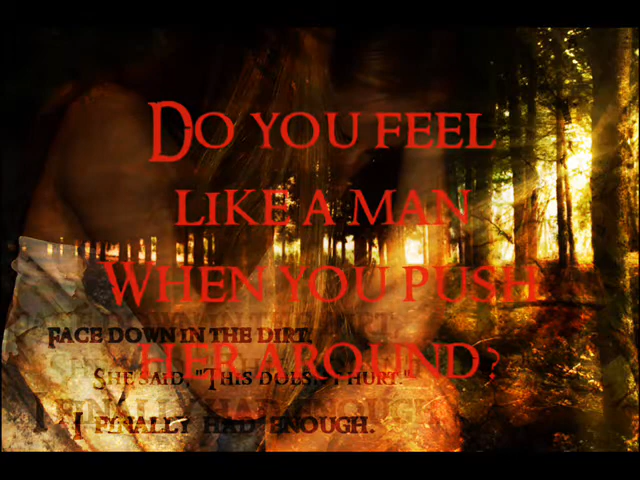 Do you feel
like a man
When you push
her around?
Face down in the dirt,
She said, "This doesn't hurt."
I finally had enough.